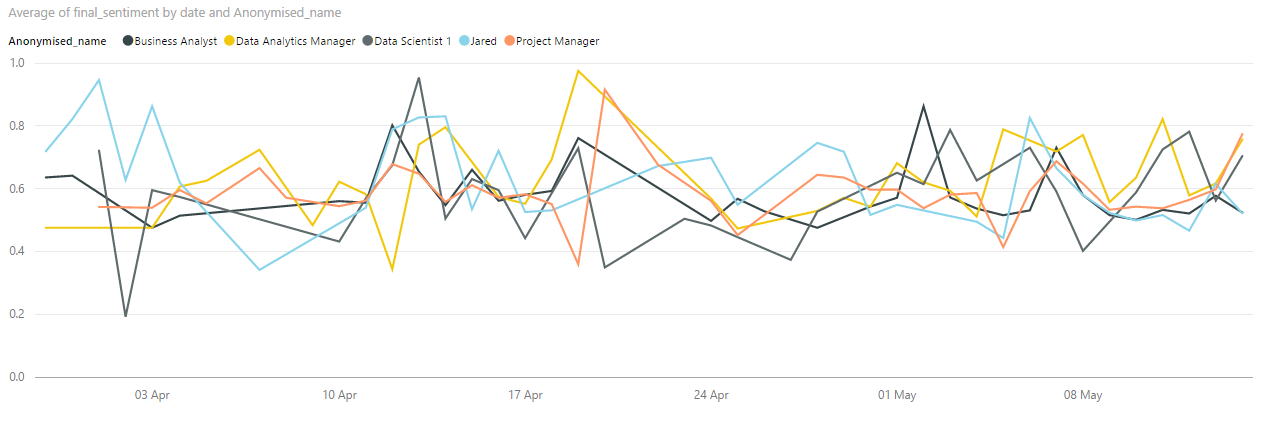 Average of final_sentiment by date and Anonymised_name
Anonymised_name Business Analyst Data Analytics Manager Data Scientist 1 Jared Project Manager
1.0
0.8
0.6
0.4
0.2
0.0
03 Apr 10 Apr 17 Apr 24 Apr 01 May 08 May